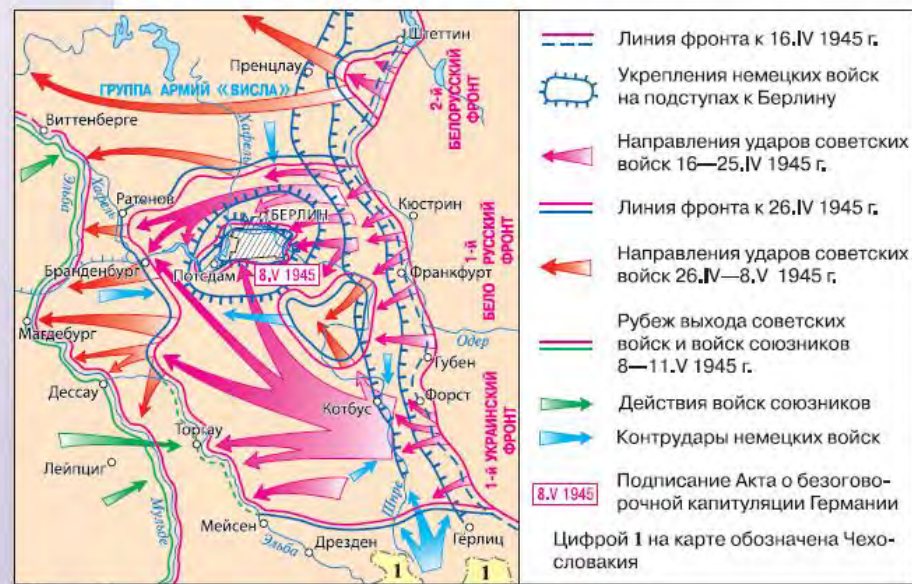 Штеттин
Пренцлау
ГРУППА АРМИЙ «ВИСЛА»
2-й
БЕЛОРУССКИЙ
ФРОНТ
Виттенберге
Хафель
Эльба
Хафель
Ратенов
Кюстрин
БЕРЛИН
1-й
БЕЛО РУССКИЙ
ФРОНТ
Франкфурт
Бранденбург
Потсдам
8.V 1945
Магдебург
Одер
Губен
Дессау
Котбус
Форст
1-й УКРАИНСКИЙ
ФРОНТ
Торгау
Лейпциг
Шпре
Мульде
Мейсен
Эльба
Дрезден
Гёрлиц
1
1
Линия фронта к 16.IV 1945 г.
Укрепления немецких войск
на подступах к Берлину
Направления ударов советских
войск 16—25.IV 1945 г.
Линия фронта к 26.IV 1945 г.
Направления ударов советских
войск 26.IV—8.V 1945 г.
Рубеж выхода советских
войск и войск союзников
8—11.V 1945 г.
Действия войск союзников
Контрудары немецких войск
8.V 1945
Подписание Акта о безогово-
рочной капитуляции Германии
Цифрой 1 на карте обозначена Чехо-
словакия